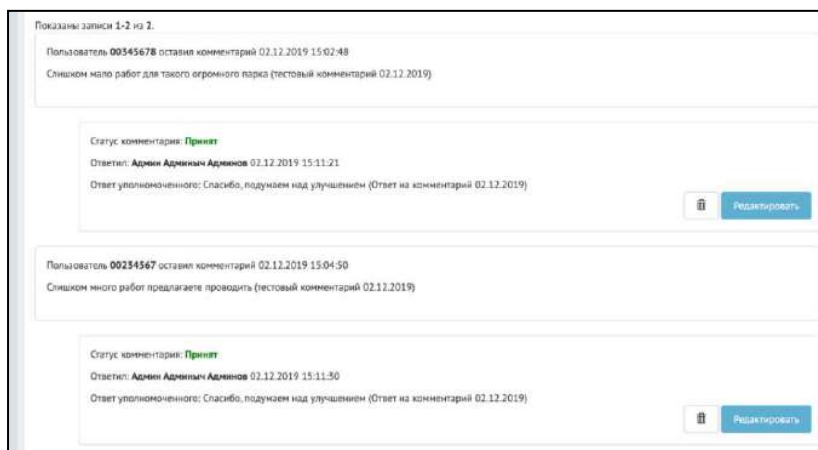 Показаны записи 1-2 из 2.
Пользователь 00345678 оставил комментарий 02.12.2019 15:02:48
Слишком мало работ для такого огромного парка (тестовый комментарий 02.12.2019)
Статус комментария: Принят
Ответил: Админ Админыч Админов 02.12.2019 15:11:21
Ответ уполномоченного: Спасибо, подумаем над улучшением (Ответ на комментарий 02.12.2019)
Редактировать
Пользователь 00234567 оставил комментарий 02.12.2019 15:04:50
Слишком много работ предлагаете проводить (тестовый комментарий 02.12.2019)
Статус комментария: Принят
Ответил: Админ Админыч Админов 02.12.2019 15:11:30
Ответ уполномоченного: Спасибо, подумаем над улучшением (Ответ на комментарий 02.12.2019)
Редактировать